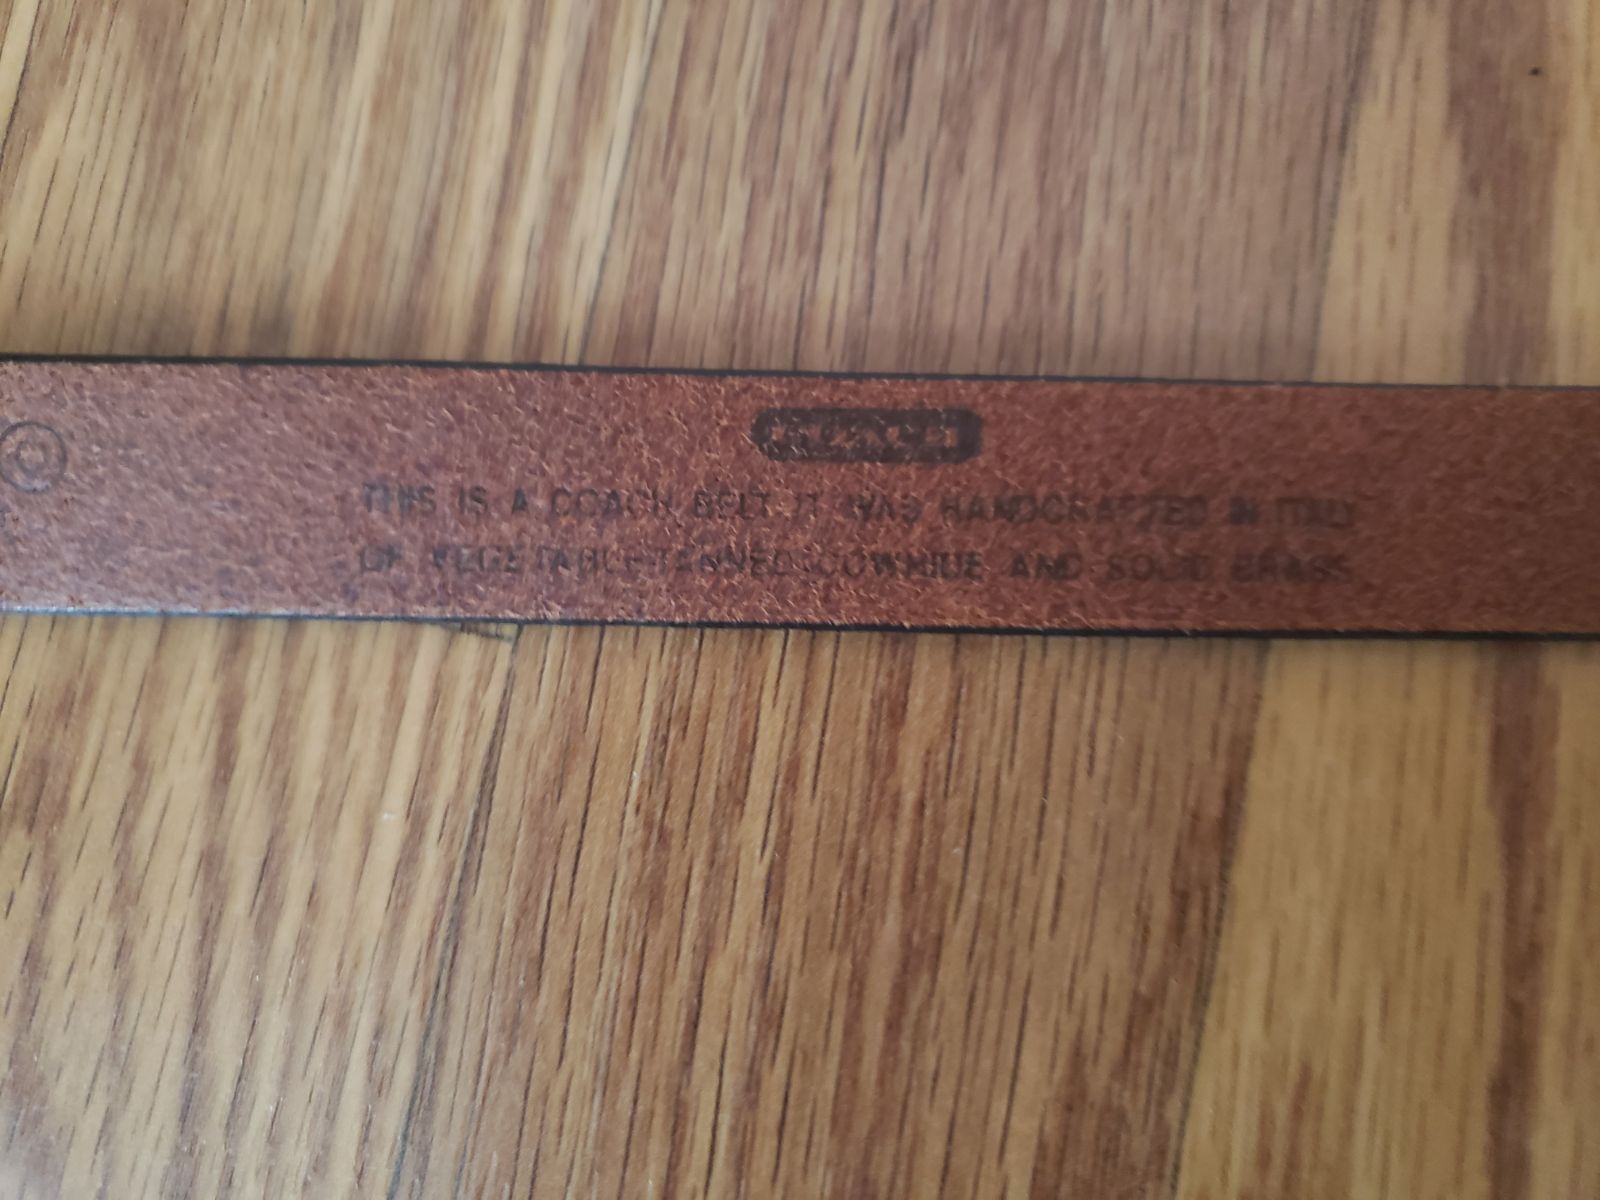 COACH
THIS IS A COACH BELT. IT WAS HANDCRAFTED IN ITALY
OF VEGETABLE-TANNED COWHIDE AND SOLID BRASS